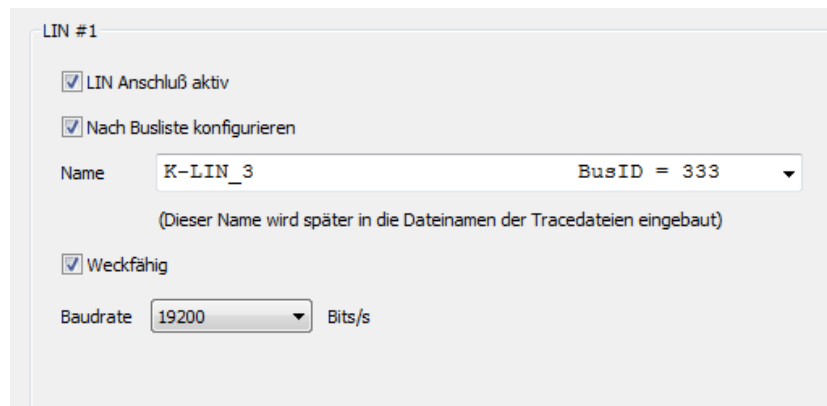 LIN #1
LIN Anschluß aktiv
Nach Busliste konfigurieren
Name K-LIN_3 BusID = 333
(Dieser Name wird später in die Dateinamen der Tracedateien eingebaut)
Weckfähig
Baudrate 19200 Bits/s